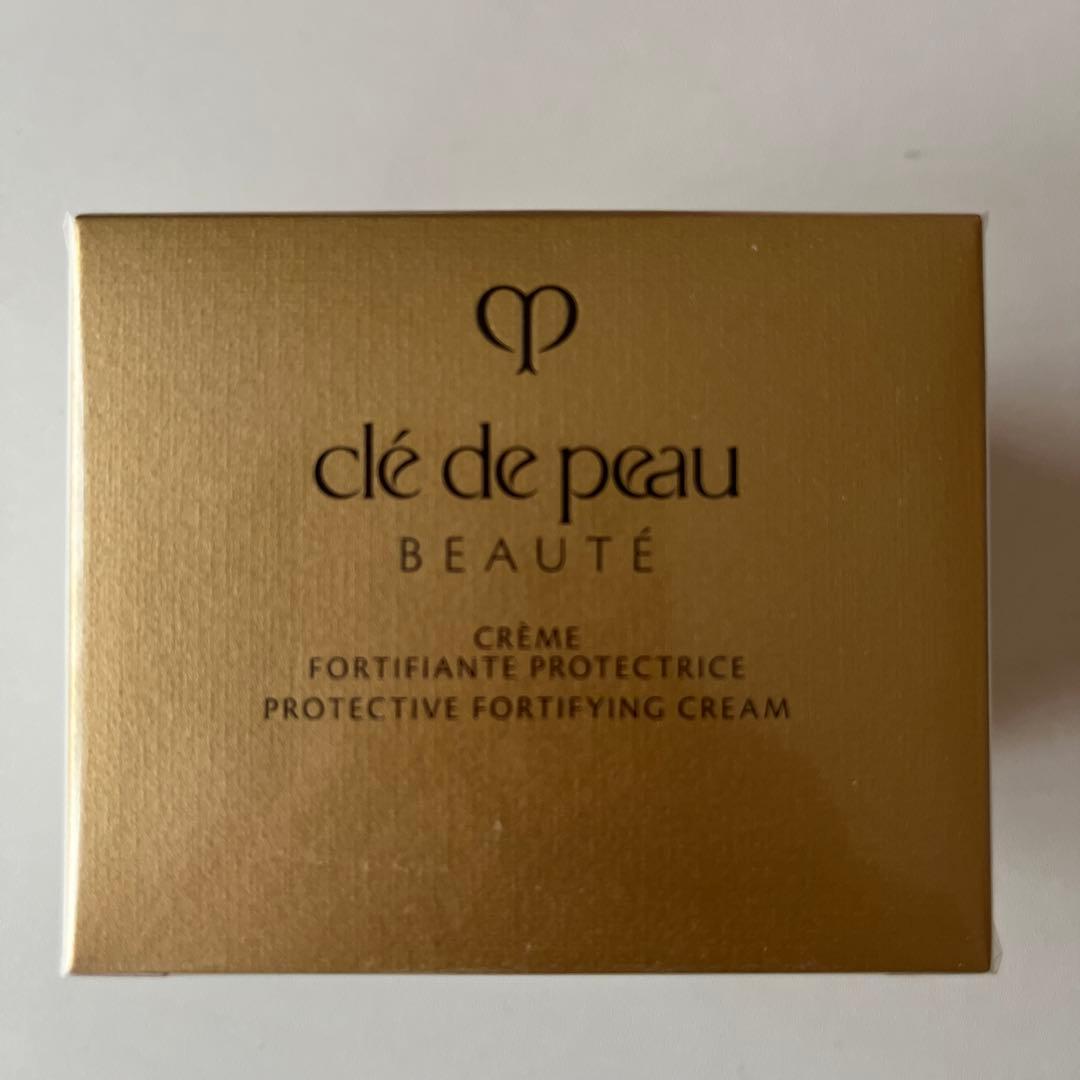 clé de peau
BEAUTÉ
CRÈME
FORTIFIANTE PROTECTRICE
PROTECTIVE FORTIFYING CREAM